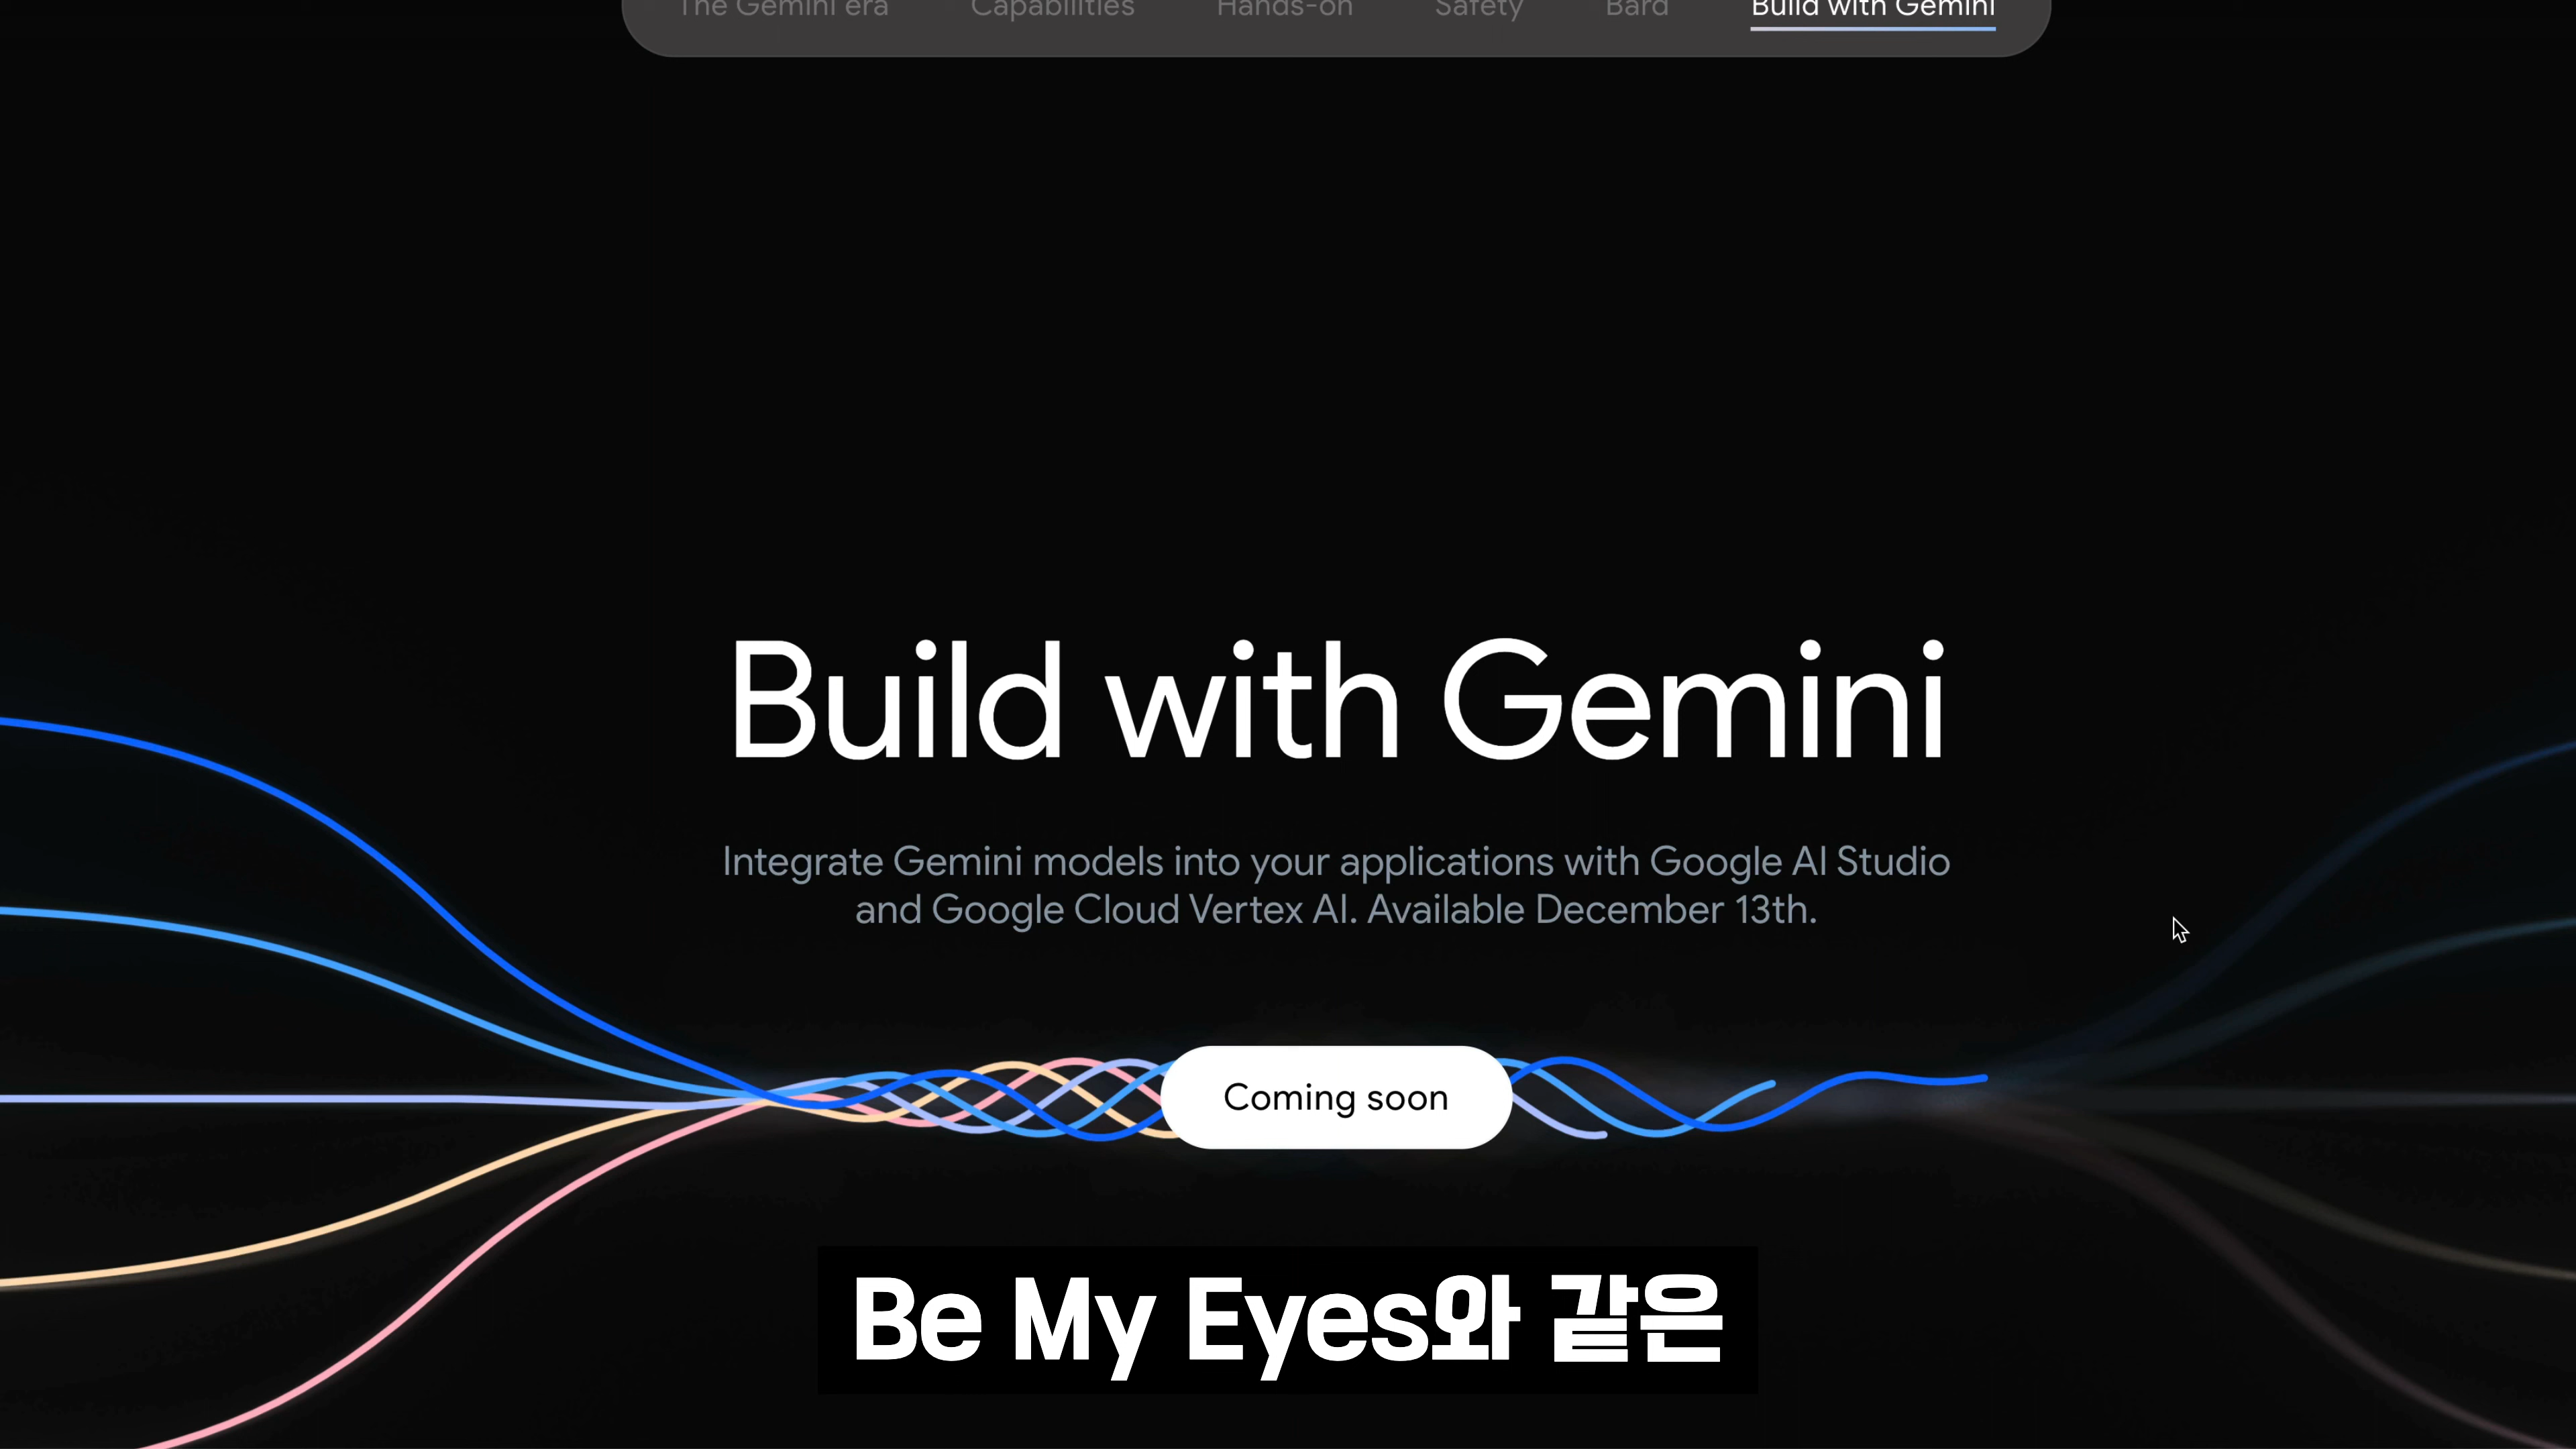 The Gemini era
Capabilities
Hands-on
Safety
Bard
Build with Gemini
Build with Gemini
Integrate Gemini models into your applications with Google AI Studio
and Google Cloud Vertex AI. Available December 13th.
Coming soon
Be My Eyes와 같은